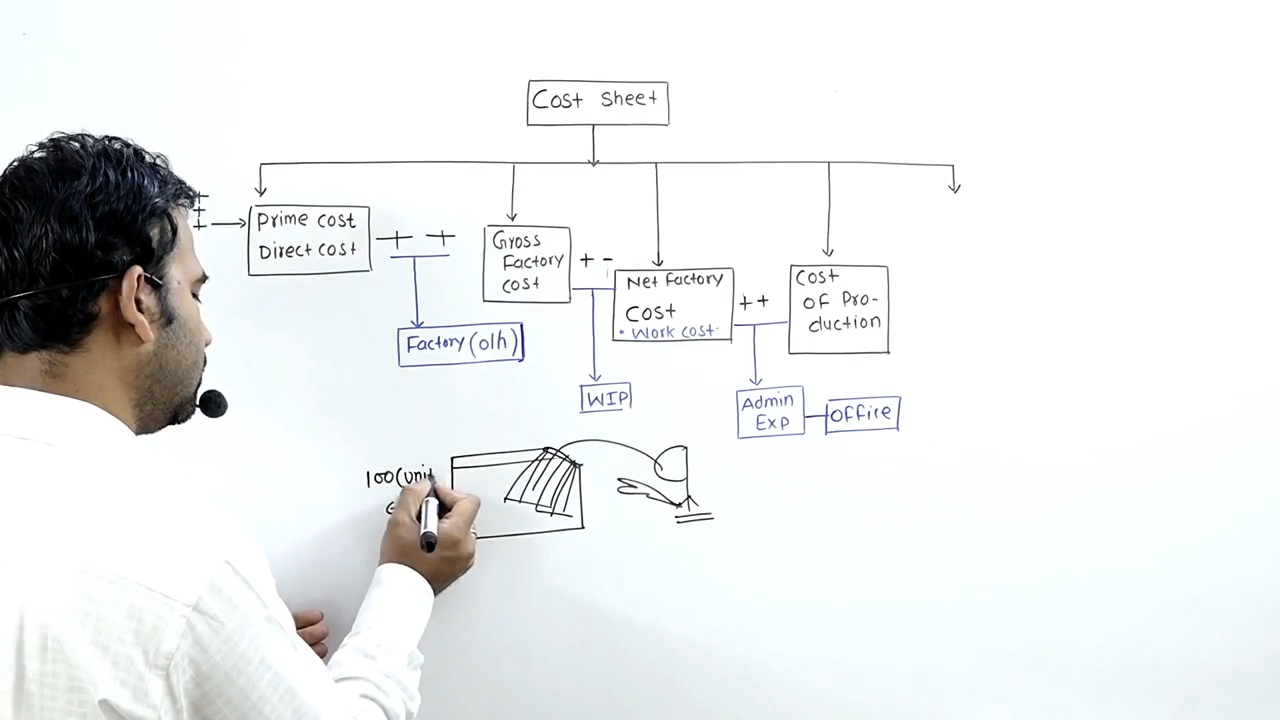 Cost sheet
Prime cost
Direct cost
+ +
Gross
Factory
cost
+ -
Net Factory
Cost
• Work cost.
++
Cost
OF Pro-
duction
Factory (olh)
WIP
Admin
Exp
Office
100 (unit